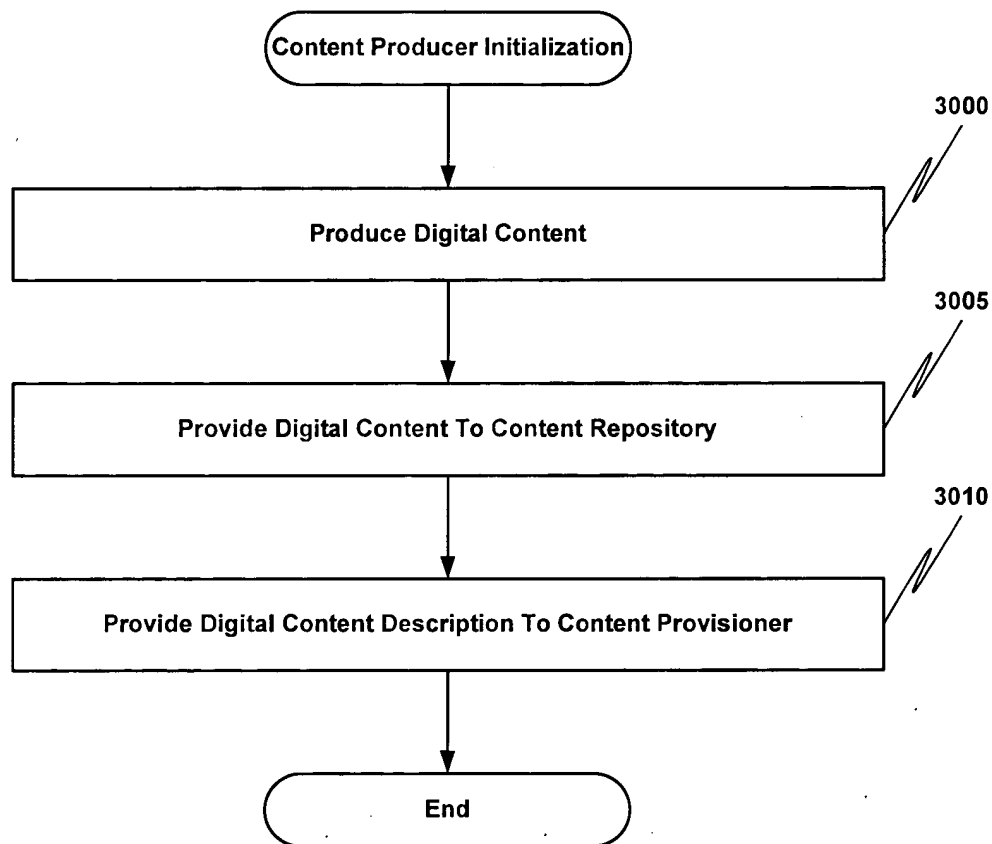 Content Producer Initialization
3000
Produce Digital Content
3005
Provide Digital Content To Content Repository
3010
Provide Digital Content Description To Content Provisioner
End